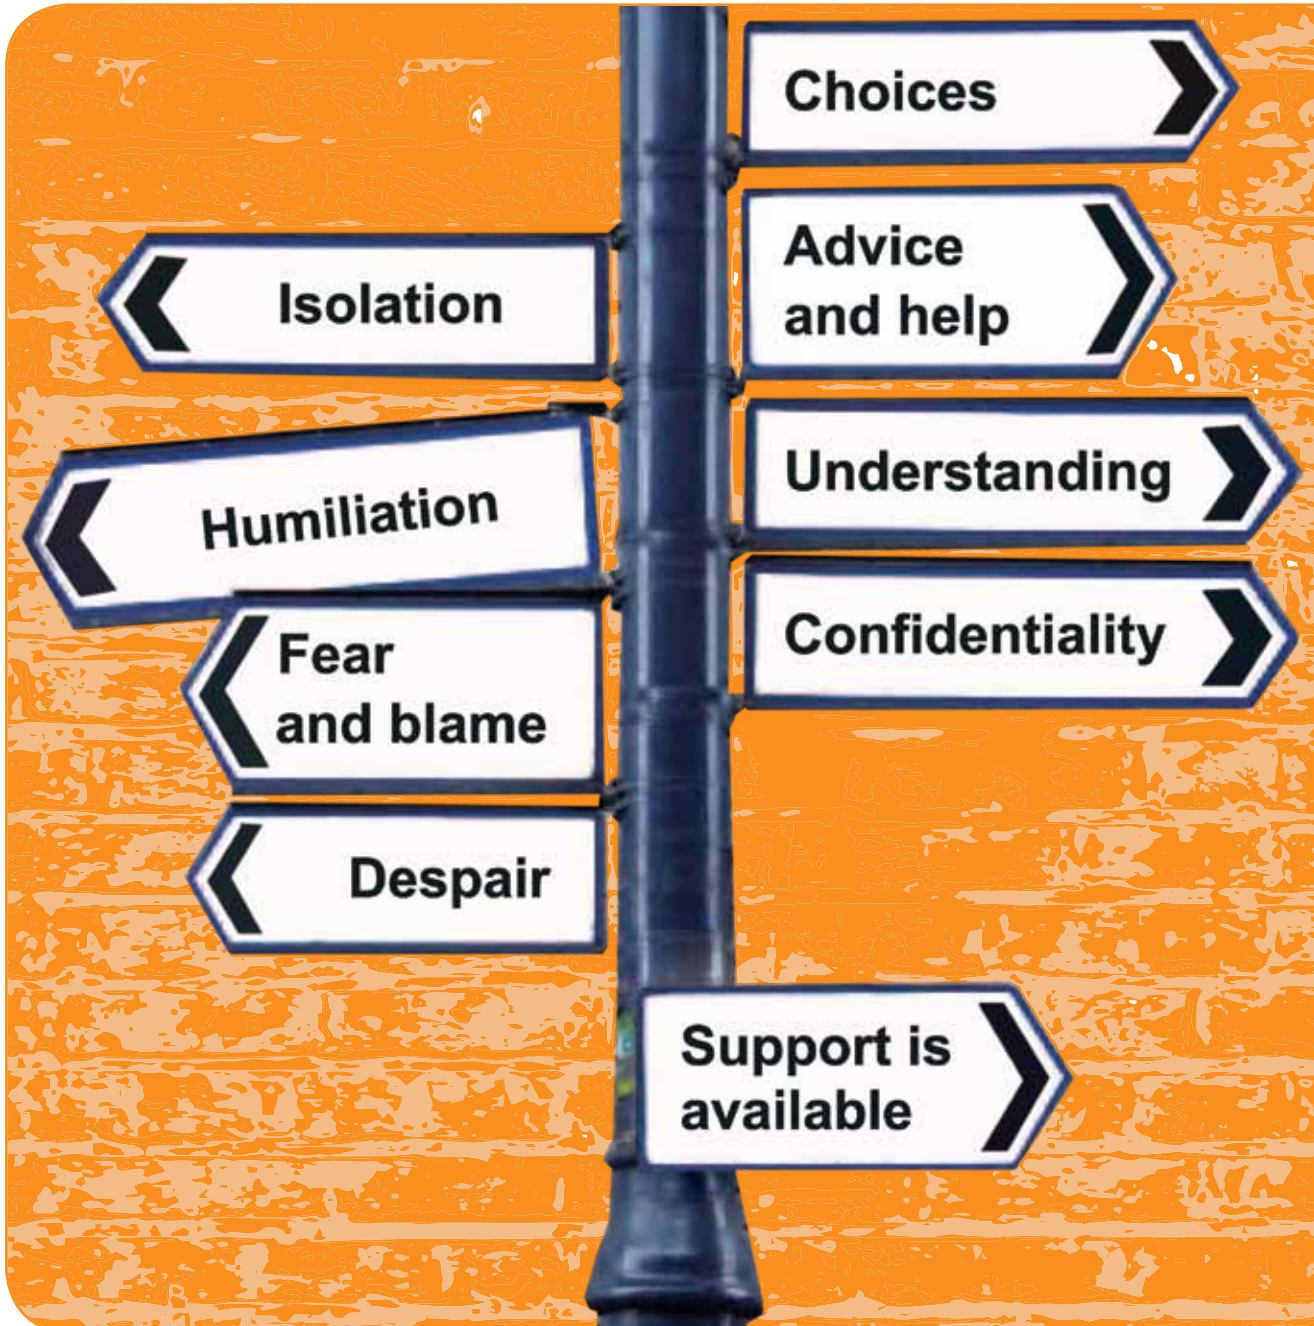 Choices
Advice
and help
Isolation
Understanding
Humiliation
Confidentiality
Fear
and blame
Despair
Support is
available